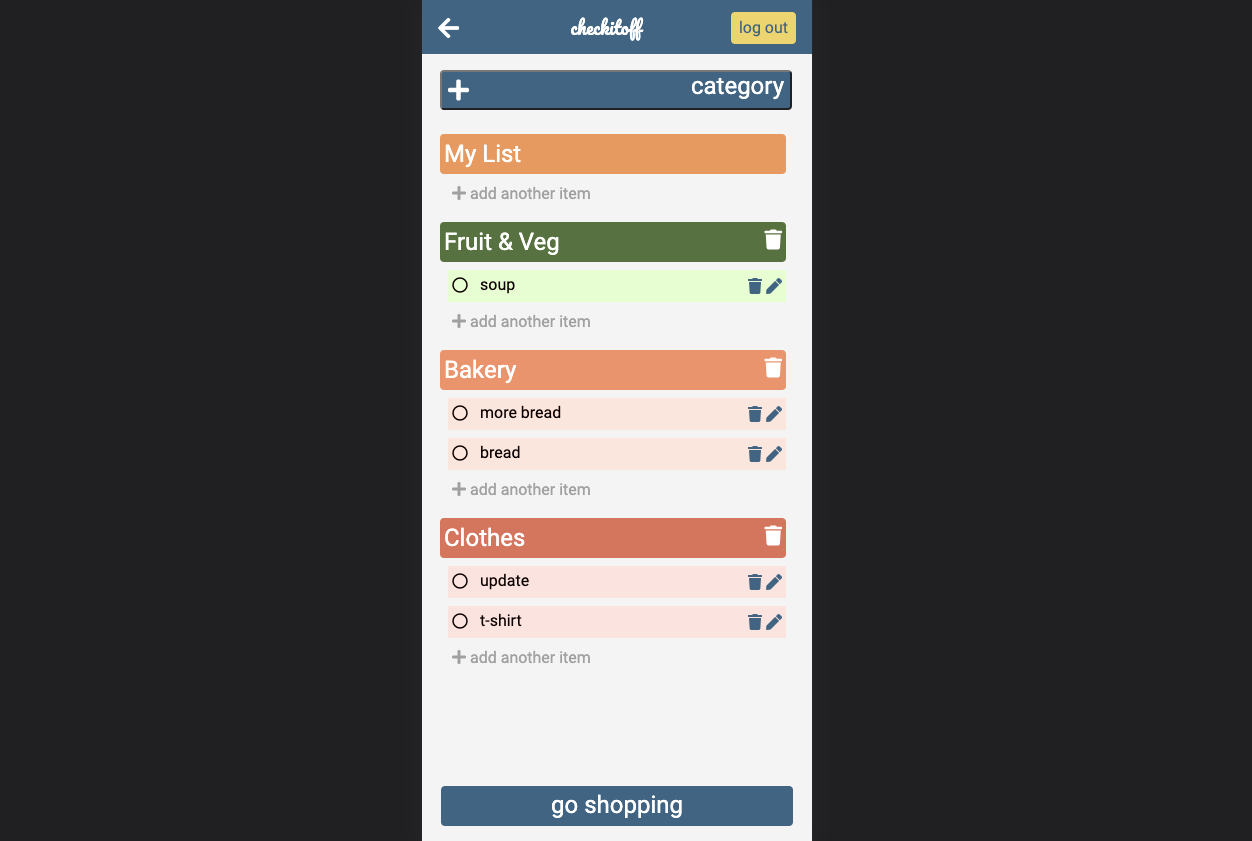 checkitoff
log out
category
My List
add another item
Fruit & Veg
soup
add another item
Bakery
more bread
bread
add another item
Clothes
update
t-shirt
add another item
go shopping